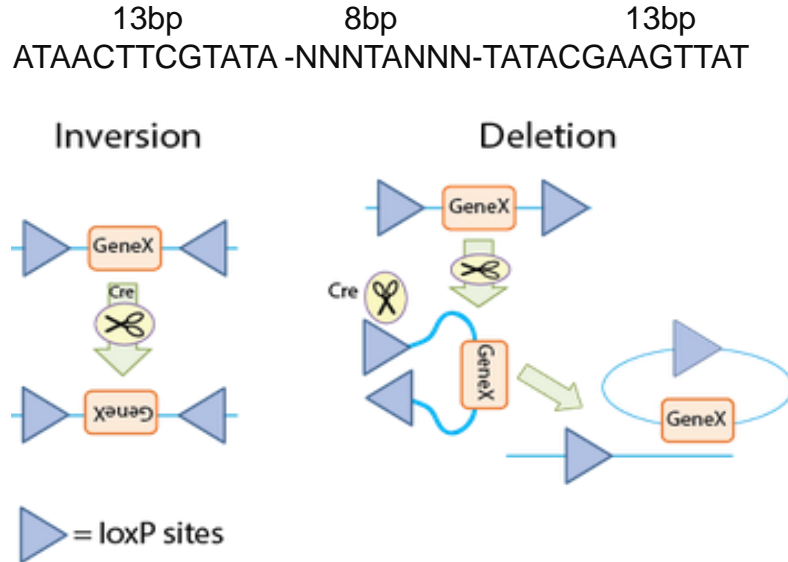 13bp 8bp 13bp
ATAACTTCGTATA -NNNTANNN-TATACGAAGTTAT
Inversion Deletion
GeneX
GeneX
Cre
Cre
GeneX
GeneX
GeneX
= loxP sites